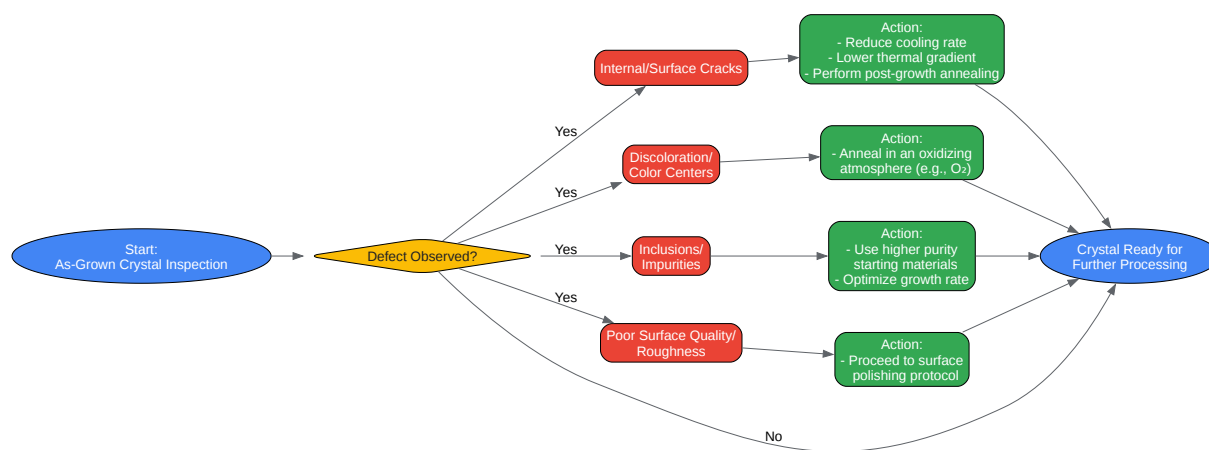 Start:
As-Grown Crystal Inspection
Defect Observed?
Yes
Internal/Surface Cracks
Action:
- Reduce cooling rate
- Lower thermal gradient
- Perform post-growth annealing
Yes
Discoloration/
Color Centers
Action:
- Anneal in an oxidizing
atmosphere (e.g., O₂)
Yes
Inclusions/
Impurities
Action:
- Use higher purity
starting materials
- Optimize growth rate
Yes
Poor Surface Quality/
Roughness
Action:
- Proceed to surface
polishing protocol
No
Crystal Ready for
Further Processing